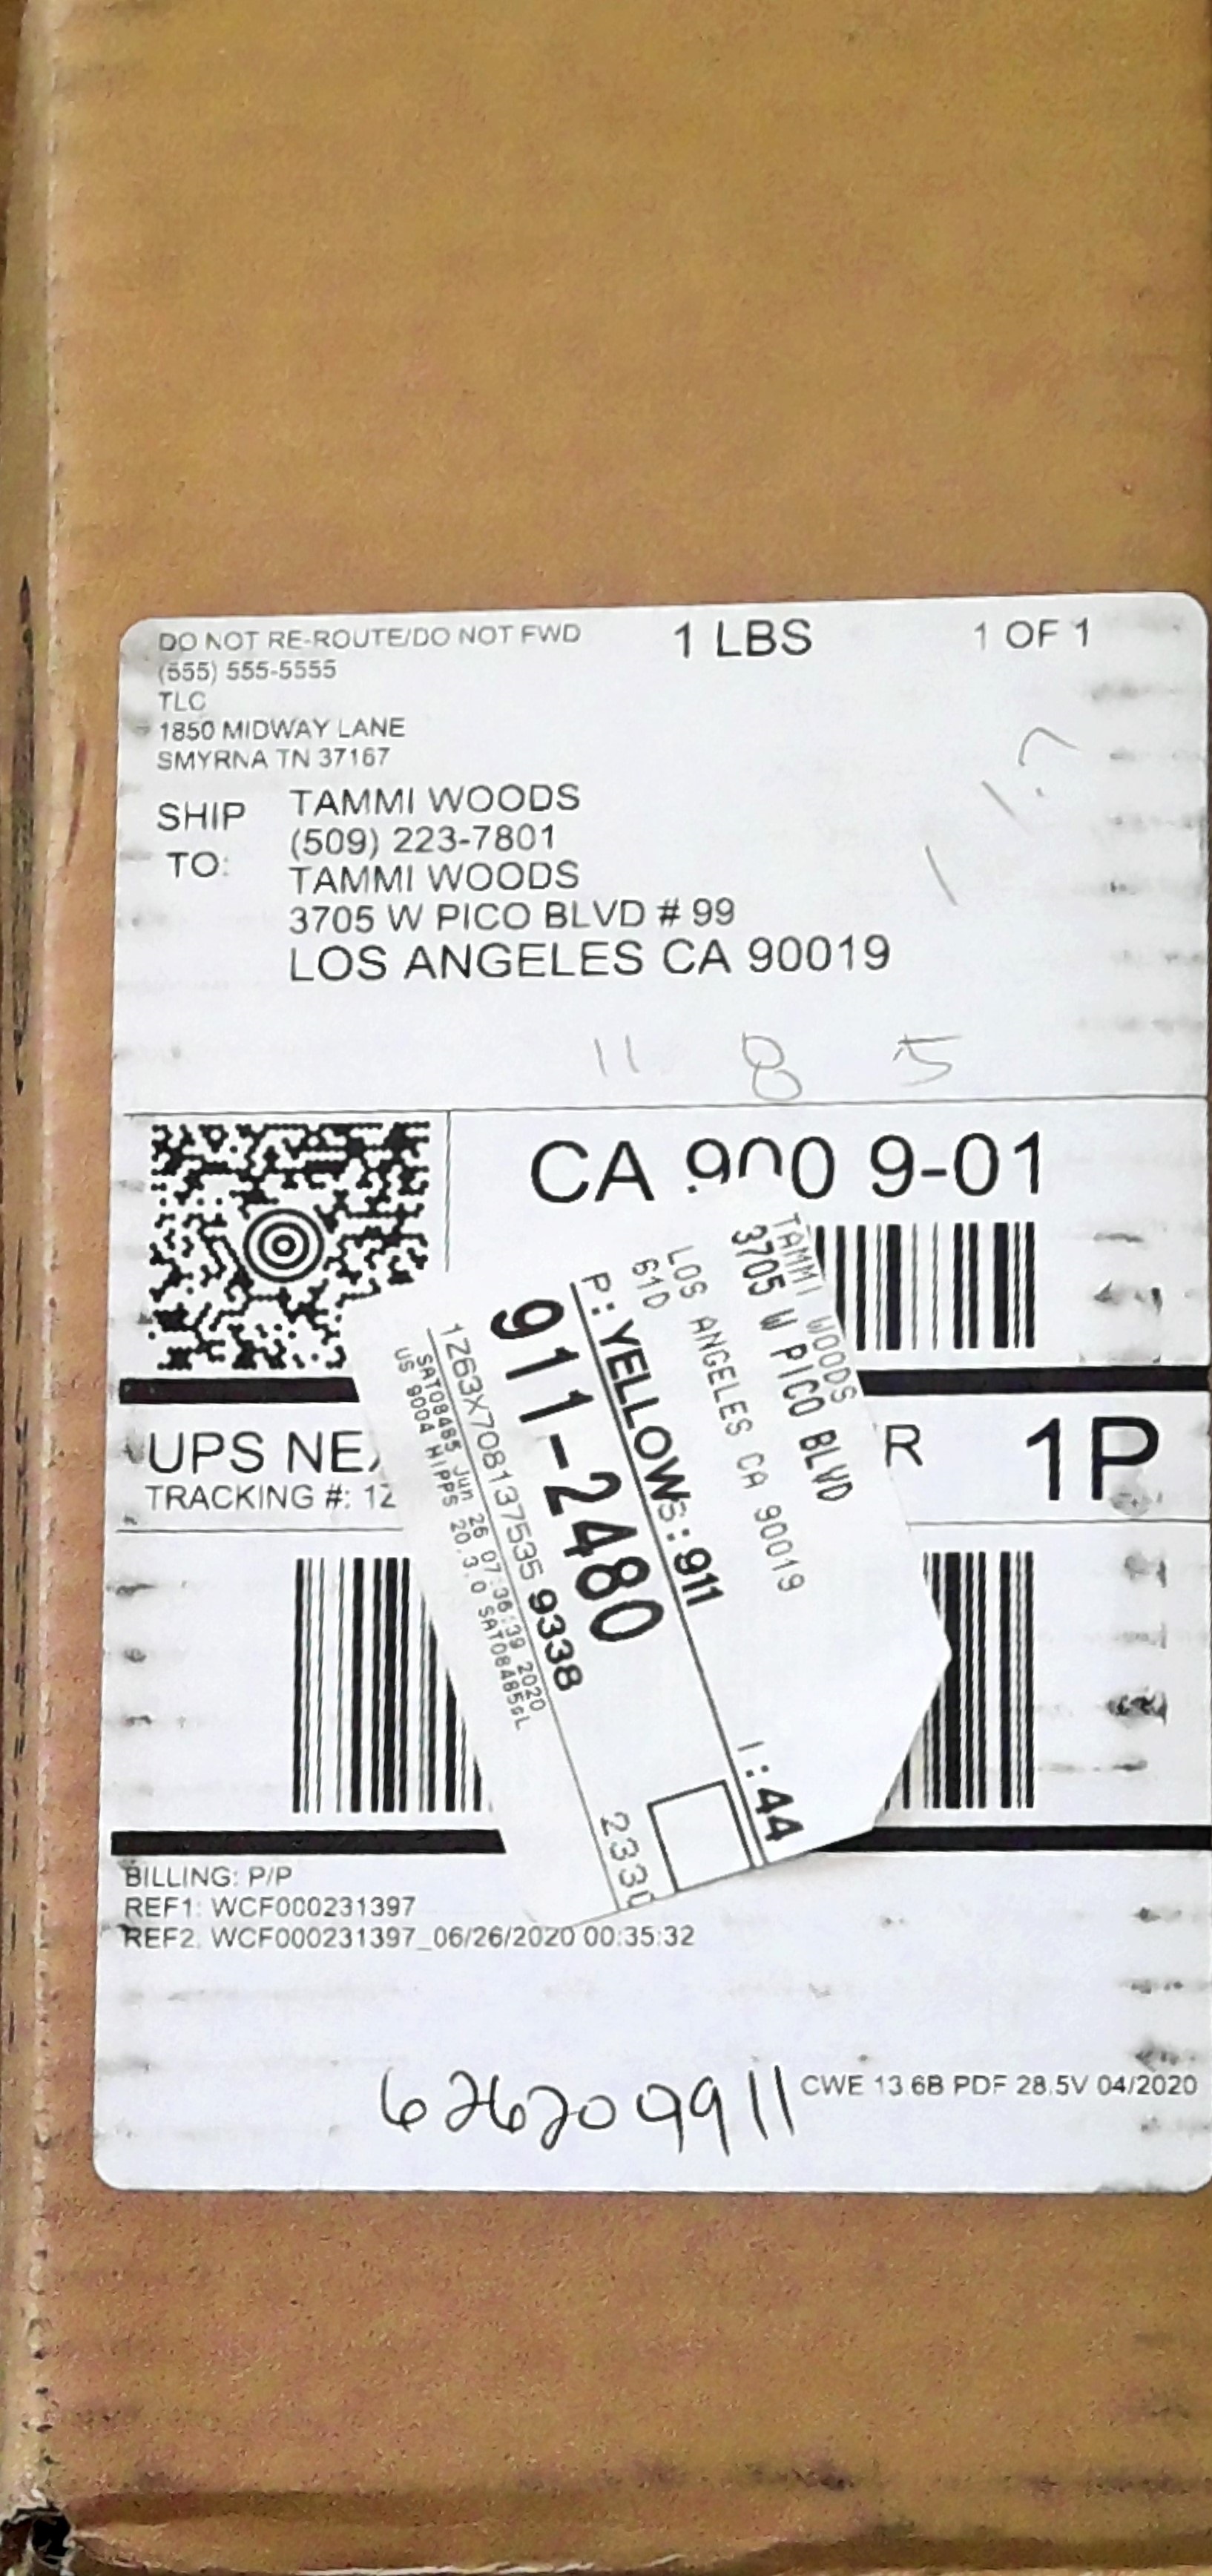 DO NOT RE-ROUTE/DO NOT FWD
(555) 555-5555
TLC
1850 MIDWAY LANE
SMYRNA TN 37167
1 LBS
1 OF 1
SHIP TO:
TAMMI WOODS
(509) 223-7801
TAMMI WOODS
3705 W PICO BLVD # 99
LOS ANGELES CA 90019
11 8 5
CA 900 9-01
UPS NE
R
1P
TRACKING #: 1Z
TAMMI WOODS
3705 W PICO BLVD
LOS ANGELES CA 90019
61D
P: YELLOW S: 911
1:44
911-2480
1Z63X7081375359338
2330
SAT08485 Jun 26 07:36:39 2020
US 9004 HIPPS 20.3.0 SAT08485GL
BILLING: P/P
REF1: WCF000231397
REF2: WCF000231397_06/26/2020 00:35:32
CWE 13.6B PDF 28.5V 04/2020
626209911